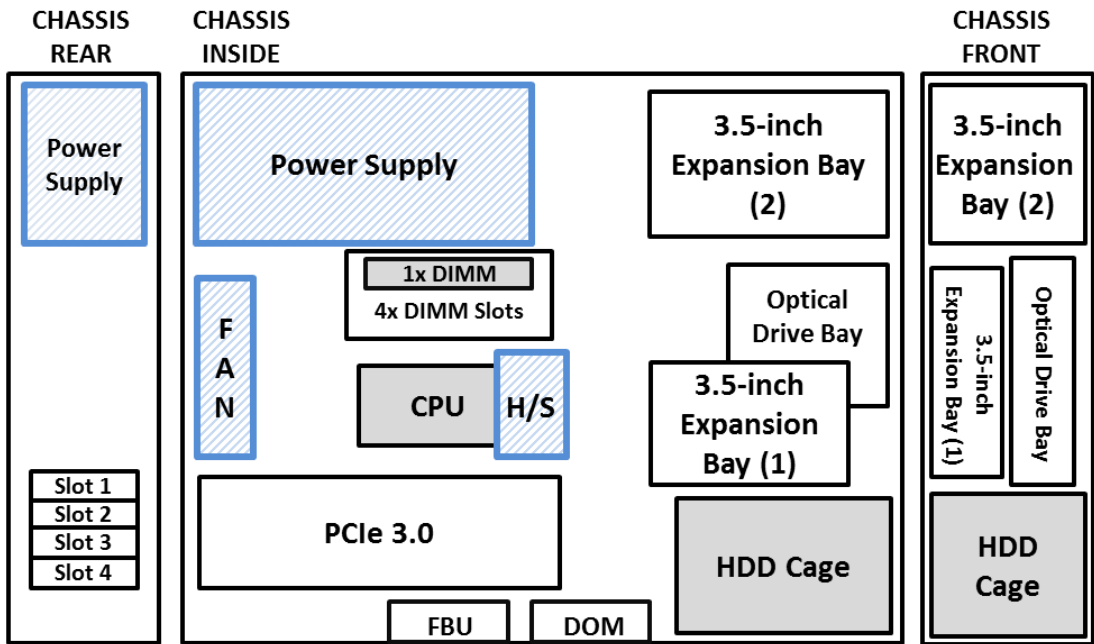 CHASSIS
REAR
CHASSIS
INSIDE
CHASSIS
FRONT
Power
Supply
Slot 1
Slot 2
Slot 3
Slot 4
Power Supply
3.5-inch
Expansion Bay
(2)
1x DIMM
4x DIMM Slots
F
A
N
CPU
H/S
Optical
Drive Bay
3.5-inch
Expansion
Bay (1)
PCIe 3.0
HDD Cage
FBU
DOM
3.5-inch
Expansion
Bay (2)
3.5-inch
Expansion Bay (1)
Optical Drive Bay
HDD
Cage